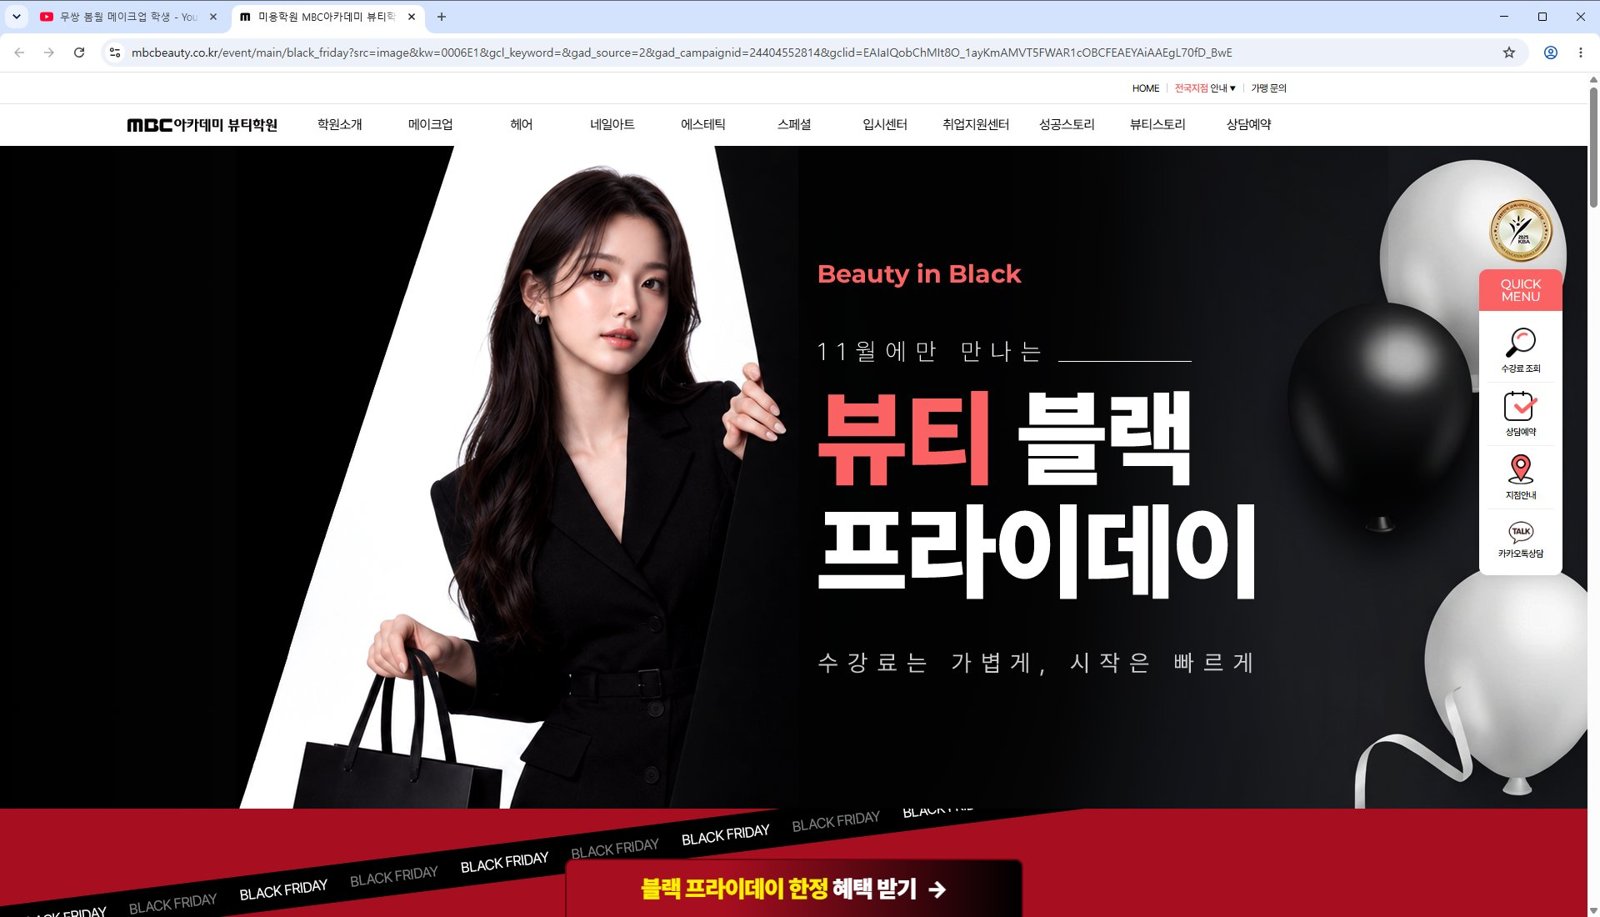 무쌍 봄웜 메이크업 학생 - You
미용학원 MBC아카데미 뷰티학
mbcbeauty.co.kr/event/main/black_friday?src=image&kw=0006E1&gcl_keyword=&gad_source=2&gad_campaignid=24404552814&gclid=EAIaIQobChMIt8O_1ayKmAMVT5FWAR1cOBCFEAEYAiAAEgL70fD_BwE
HOME 전국지점 안내 ▼ 가맹 문의
MBC아카데미 뷰티학원 학원소개 메이크업 헤어 네일아트 에스테틱 스페셜 입시센터 취업지원센터 성공스토리 뷰티스토리 상담예약
Beauty in Black
11월에만 만나는
뷰티 블랙
프라이데이
수강료는 가볍게, 시작은 빠르게
KBA
QUICK
MENU
수강료 조회
상담예약
지점안내
TALK
카카오톡상담
BLACK FRIDAY BLACK FRIDAY BLACK FRIDAY BLACK FRIDAY BLACK FRIDAY BLACK FRIDAY BLACK FRIDAY BLACK FRIDAY
블랙 프라이데이 한정 혜택 받기 →